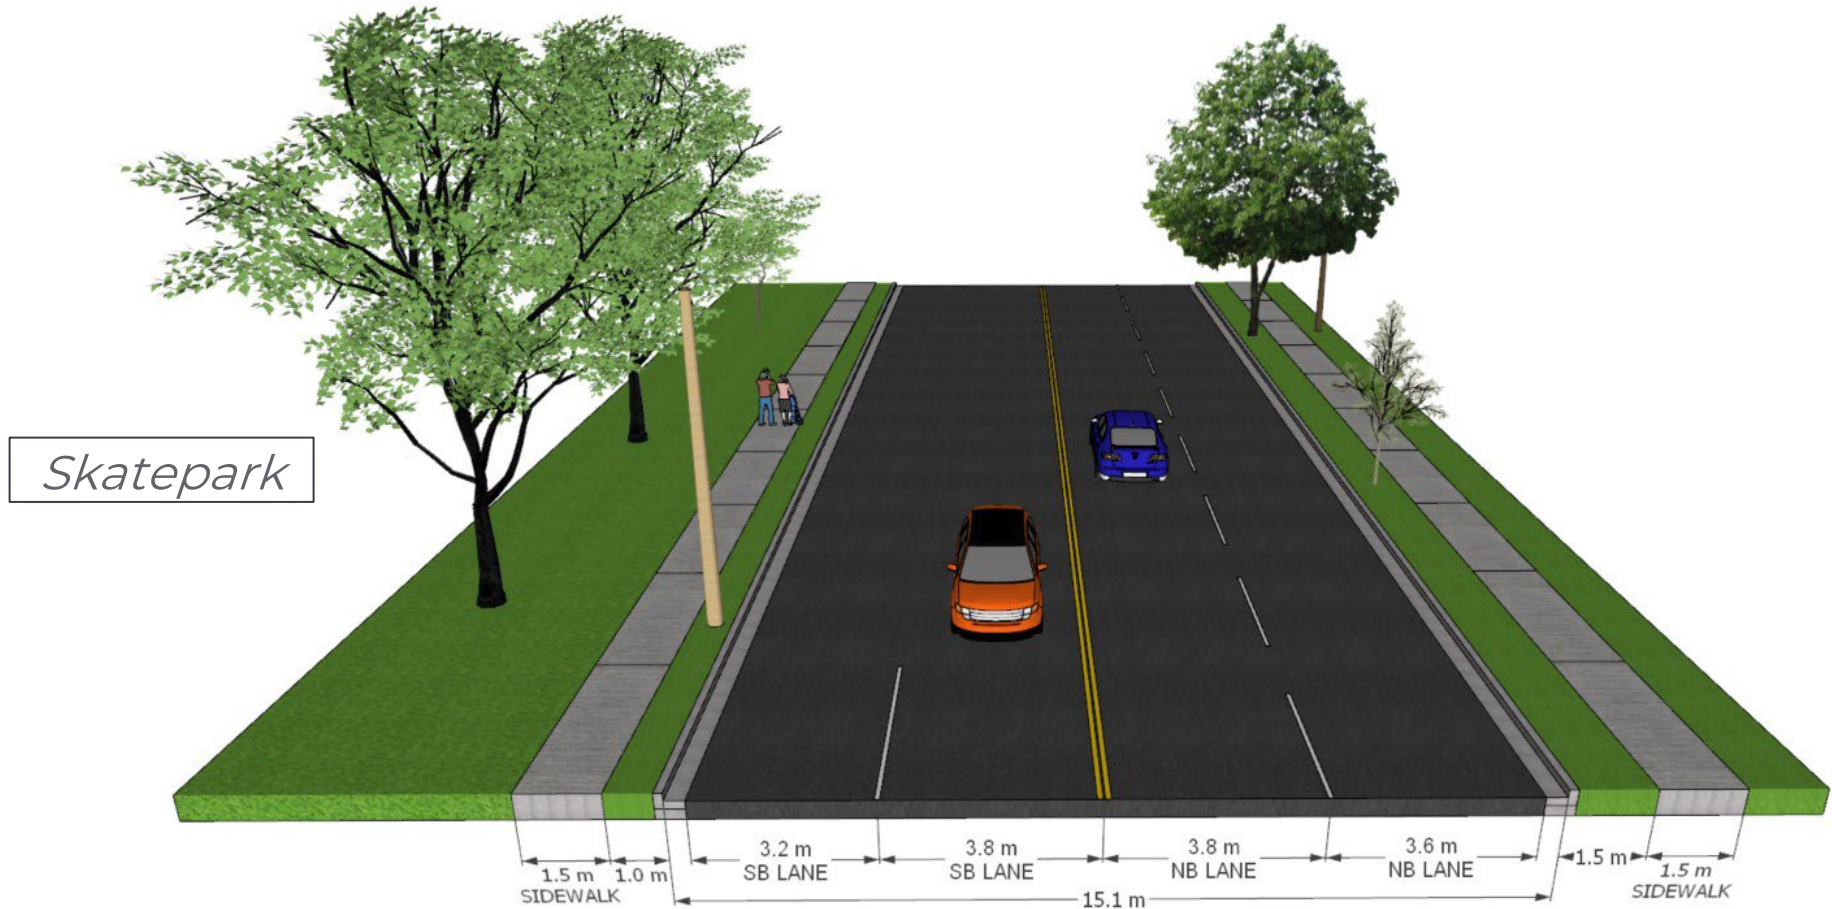 Skatepark
1.5 m
SIDEWALK
1.0 m
3.2 m
SB LANE
3.8 m
SB LANE
3.8 m
NB LANE
3.6 m
NB LANE
1.5 m
1.5 m
SIDEWALK
15.1 m